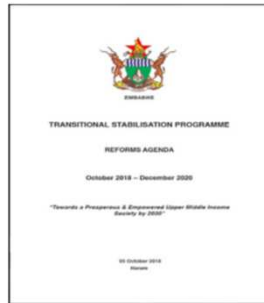 ZIMBABWE
TRANSITIONAL STABILISATION PROGRAMME
REFORMS AGENDA
October 2018 – December 2020
"Towards a Prosperous & Empowered Upper Middle Income
Society by 2030"
05 October 2018
Harare